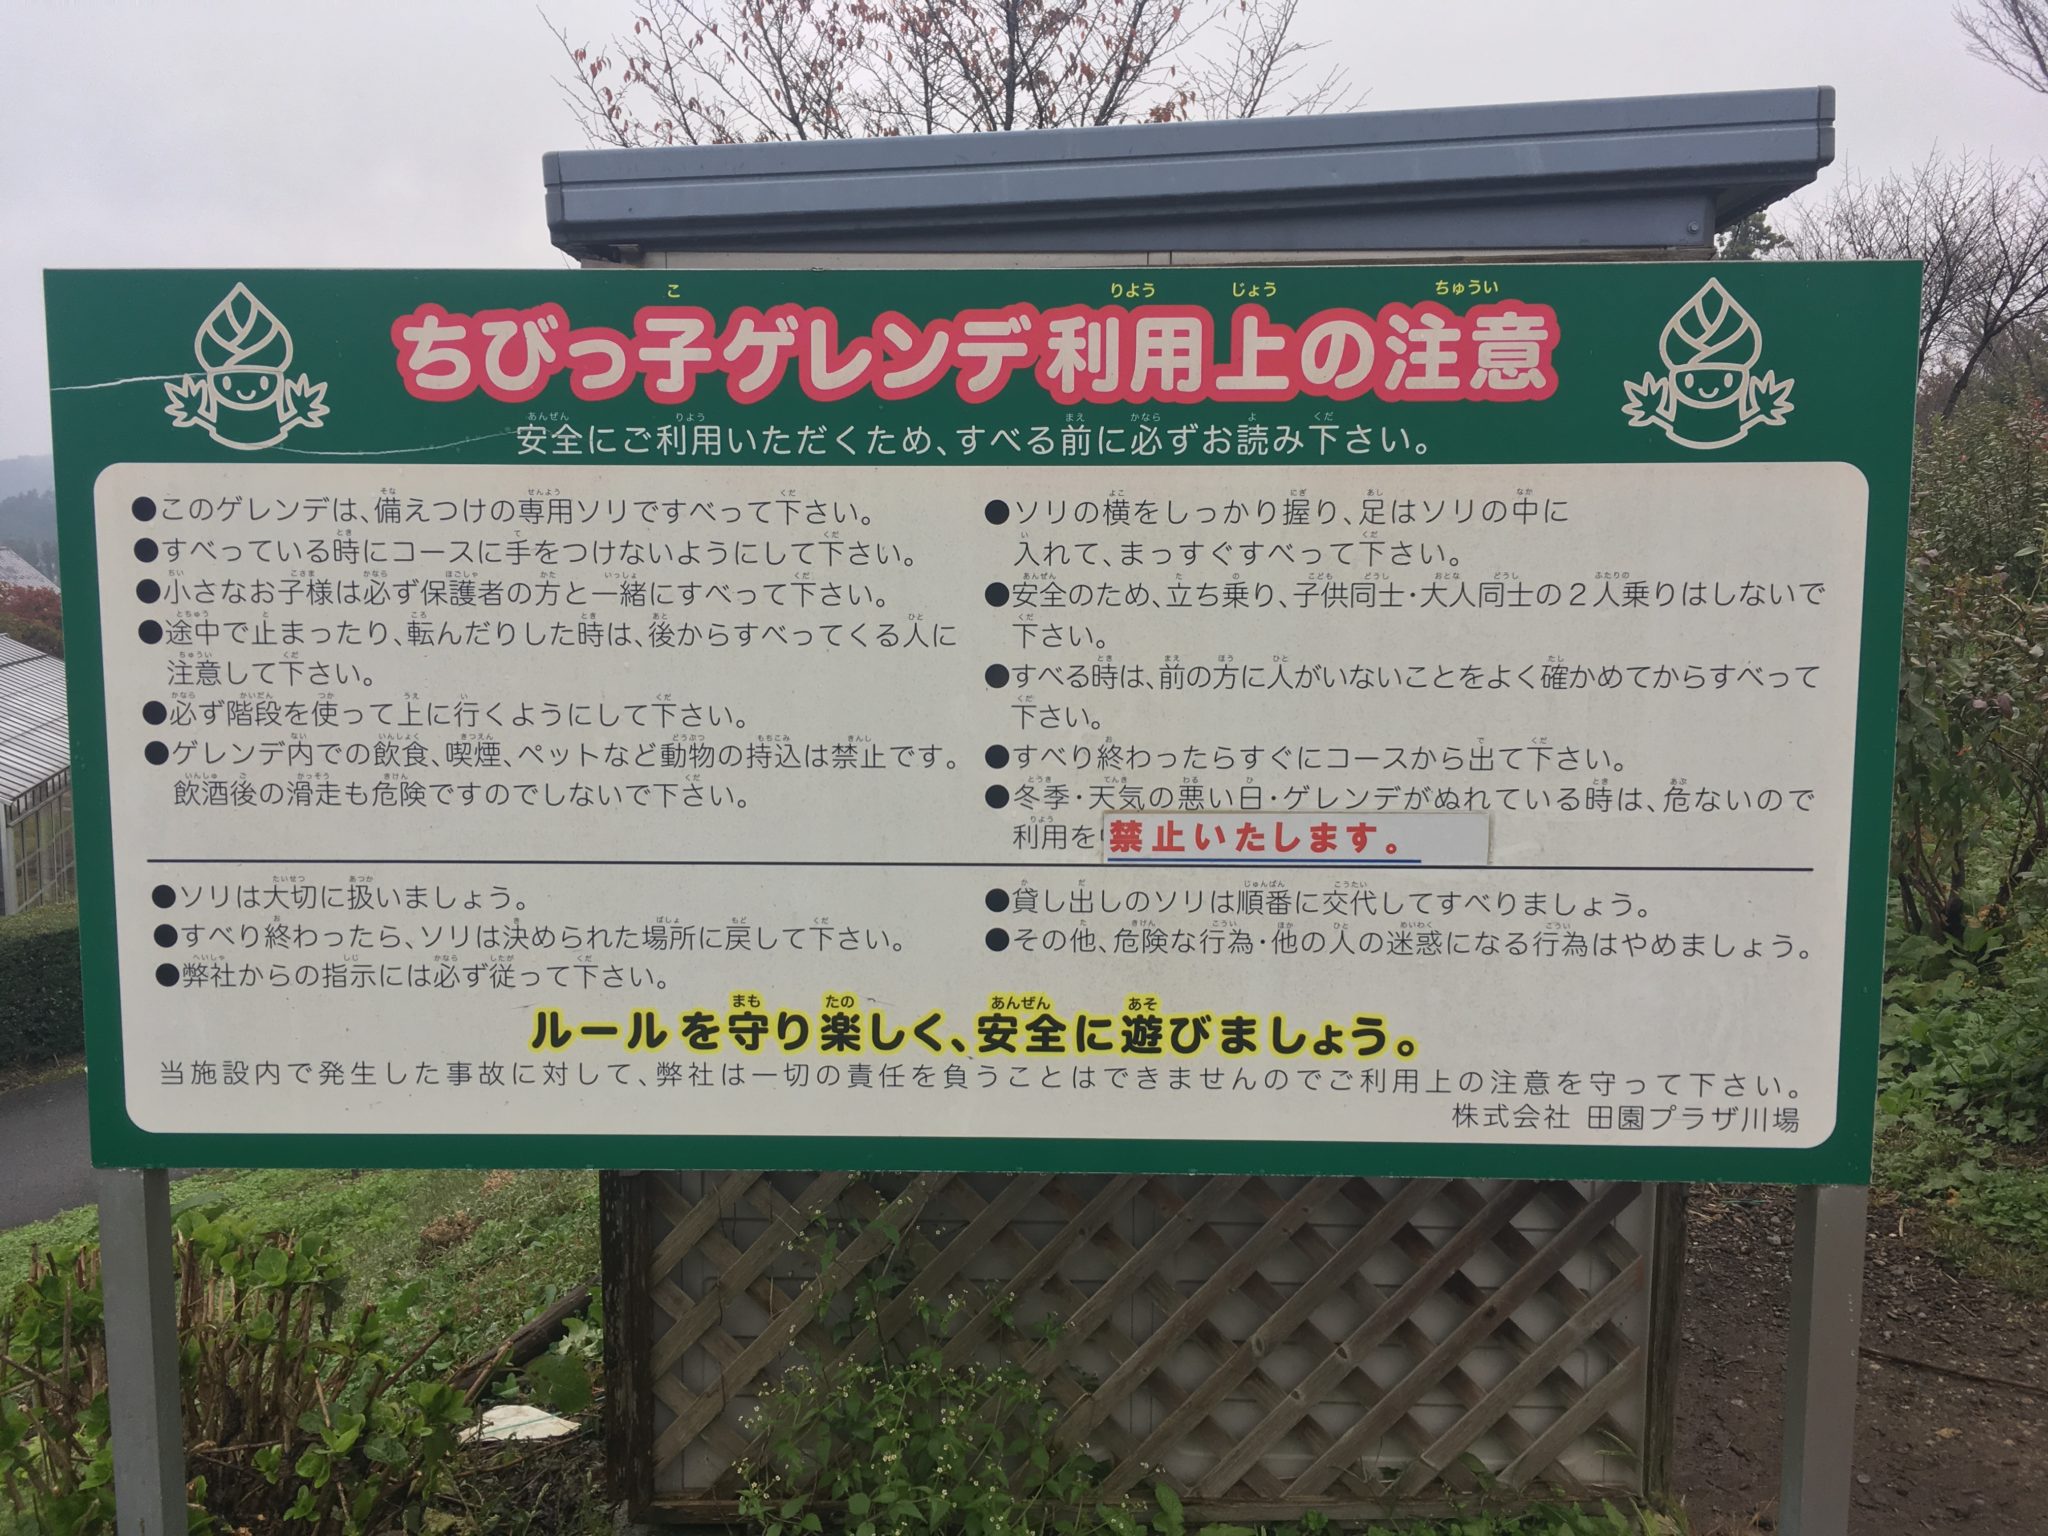 ちびっ子ゲレンデ利用上の注意
安全にご利用いただくため、すべる前に必ずお読み下さい。
●このゲレンデは、備えつけの専用ソリですべって下さい。
●すべっている時にコースに手をつけないようにして下さい。
●小さなお子様は必ず保護者の方と一緒にすべって下さい。
●途中で止まったり、転んだりした時は、後からすべってくる人に
注意して下さい。
●必ず階段を使って上に行くようにして下さい。
●ゲレンデ内での飲食、喫煙、ペットなど動物の持込は禁止です。
飲酒後の滑走も危険ですのでしないで下さい。
●ソリの横をしっかり握り、足はソリの中に
入れて、まっすぐすべって下さい。
●安全のため、立ち乗り、子供同士・大人同士の2人乗りはしないで
下さい。
●すべる時は、前の方に人がいないことをよく確かめてからすべって
下さい。
●すべり終わったらすぐにコースから出て下さい。
●冬季・天気の悪い日・ゲレンデがぬれている時は、危ないので
利用を禁止いたします。
●ソリは大切に扱いましょう。
●すべり終わったら、ソリは決められた場所に戻して下さい。
●弊社からの指示には必ず従って下さい。
●貸し出しのソリは順番に交代してすべりましょう。
●その他、危険な行為・他の人の迷惑になる行為はやめましょう。
ルールを守り楽しく、安全に遊びましょう。
当施設内で発生した事故に対して、弊社は一切の責任を負うことはできませんのでご利用上の注意を守って下さい。
株式会社 田園プラザ川場